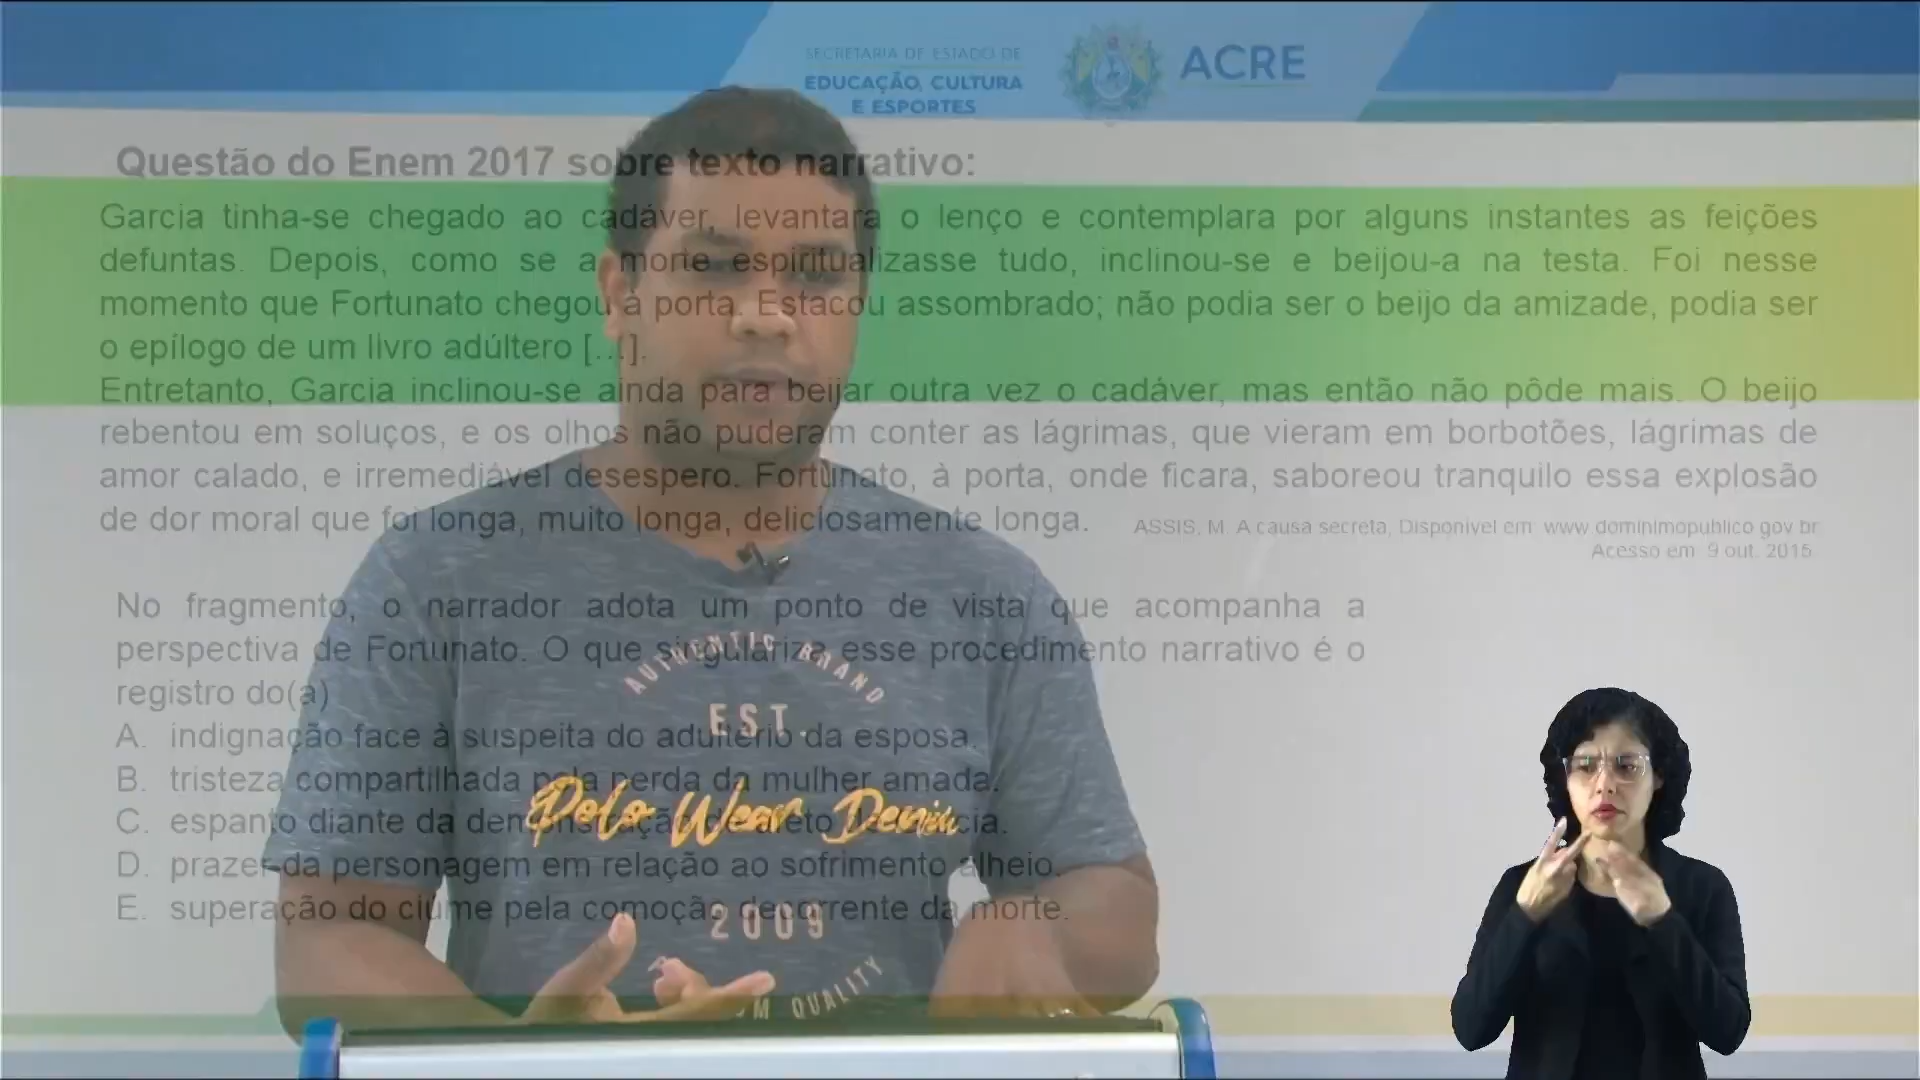 SECRETARIA DE ESTADO DE
EDUCAÇÃO, CULTURA
E ESPORTES
ACRE
Questão do Enem 2017 sobre texto narrativo:
Garcia tinha-se chegado ao cadáver, levantara o lenço e contemplara por alguns instantes as feições
defuntas. Depois, como se a morte espiritualizasse tudo, inclinou-se e beijou-a na testa. Foi nesse
momento que Fortunato chegou à porta. Estacou assombrado; não podia ser o beijo da amizade, podia ser
o epílogo de um livro adúltero [...].
Entretanto, Garcia inclinou-se ainda para beijar outra vez o cadáver, mas então não pôde mais. O beijo
rebentou em soluços, e os olhos não puderam conter as lágrimas, que vieram em borbotões, lágrimas de
amor calado, e irremediável desespero. Fortunato, à porta, onde ficara, saboreou tranquilo essa explosão
de dor moral que foi longa, muito longa, deliciosamente longa.
ASSIS, M. A causa secreta, Disponível em: www.dominimopublico.gov.br
Acesso em: 9 out. 2015.
No fragmento, o narrador adota um ponto de vista que acompanha a
perspectiva de Fortunato. O que singulariza esse procedimento narrativo é o
registro do(a)
A. indignação face à suspeita do adultério da esposa.
B. tristeza compartilhada pela perda da mulher amada.
C. espanto diante da demonstração de afeto de Garcia.
D. prazer da personagem em relação ao sofrimento alheio.
E. superação do ciúme pela comoção decorrente da morte.
AUTHENTIC BRAND
EST.
Polo Wear Denim
2009
QUALITY